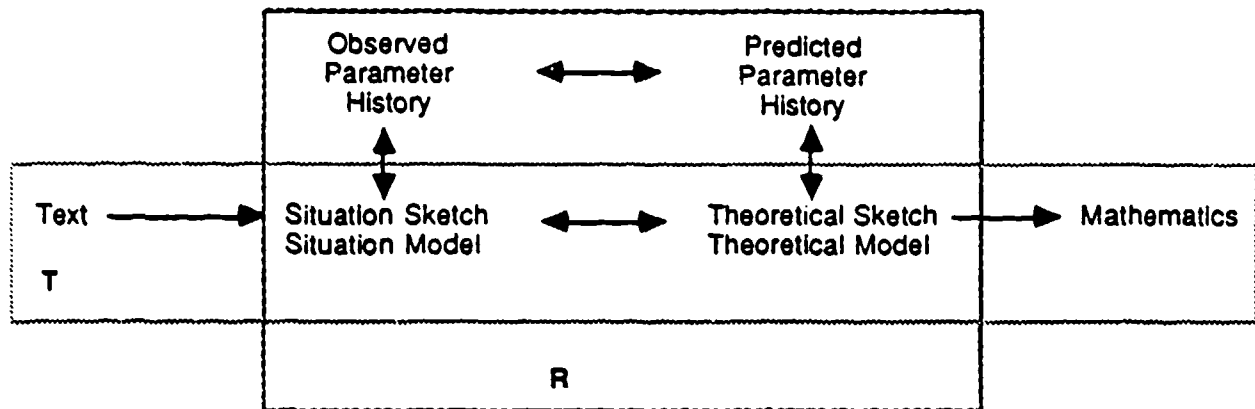 Observed
Parameter
History
Predicted
Parameter
History
Text
Situation Sketch
Situation Model
Theoretical Sketch
Theoretical Model
Mathematics
T
R